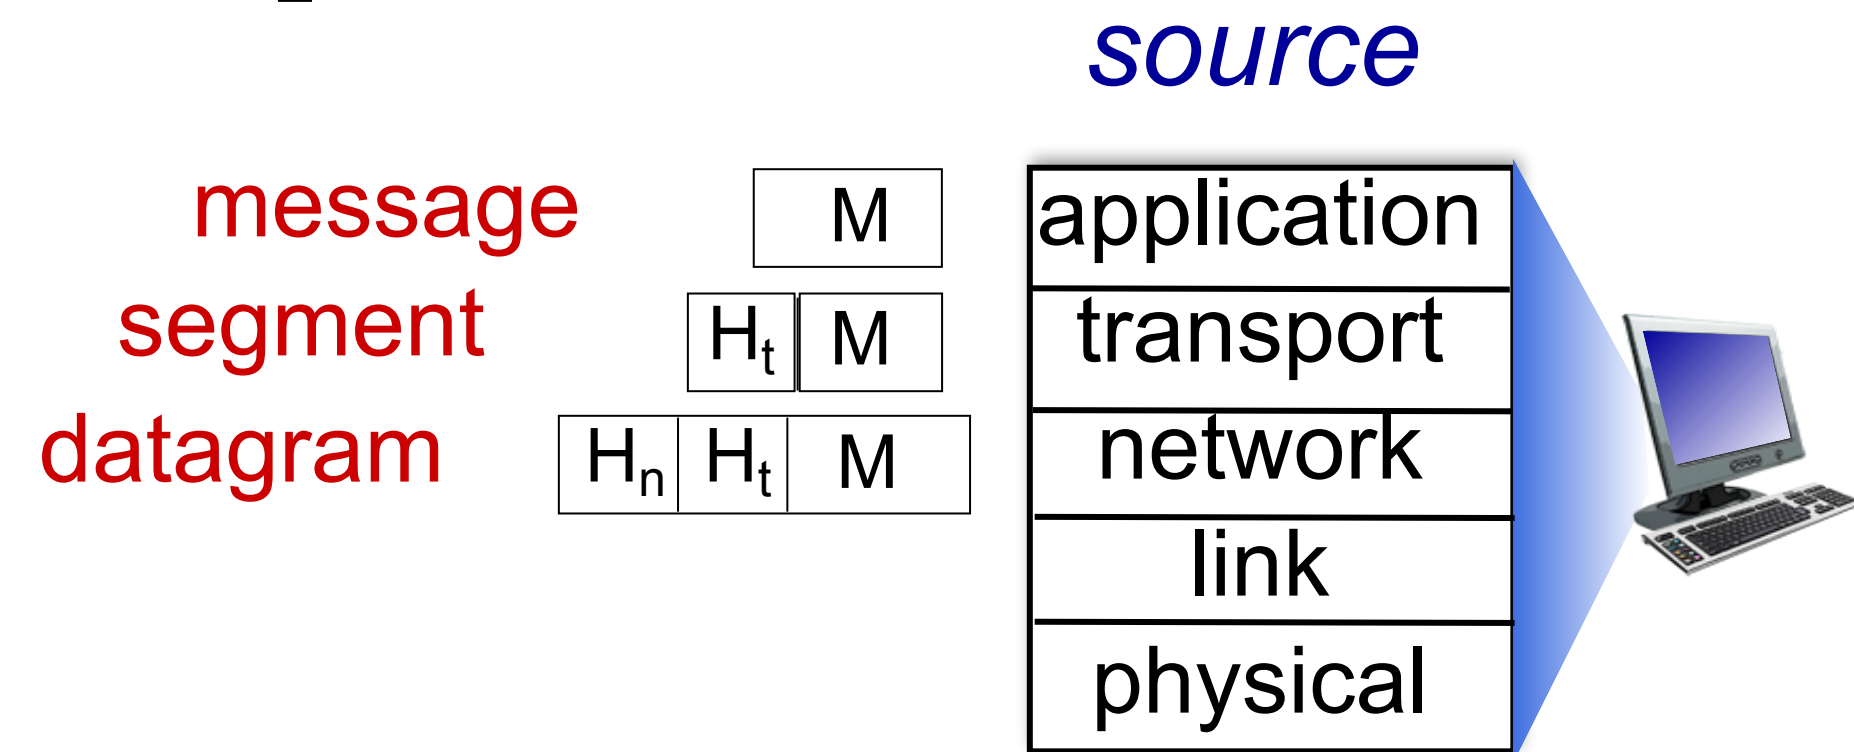 source
message M application
segment Ht M transport
datagram Hn Ht M network
link
physical